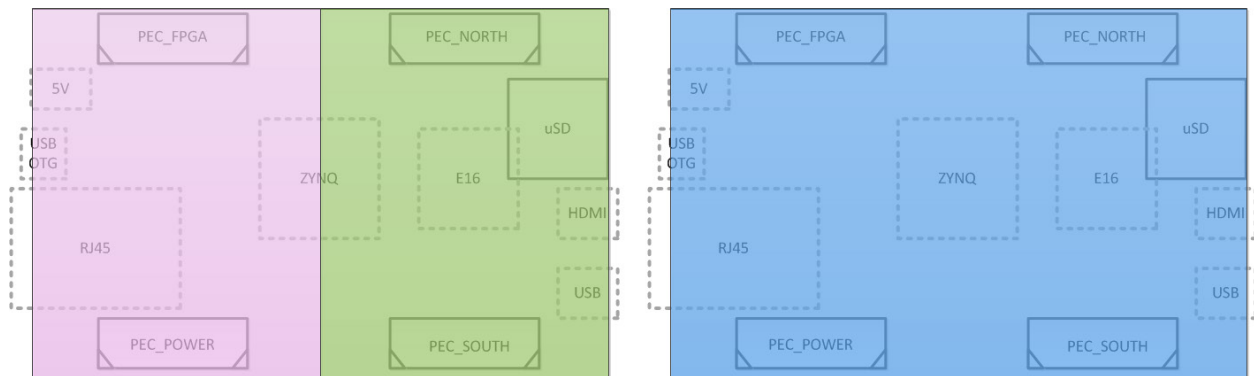 PEC_FPGA
PEC_NORTH
5V
uSD
USB
OTG
ZYNQ
E16
HDMI
RJ45
USB
PEC_POWER
PEC_SOUTH
PEC_FPGA
PEC_NORTH
5V
uSD
USB
OTG
ZYNQ
E16
HDMI
RJ45
USB
PEC_POWER
PEC_SOUTH